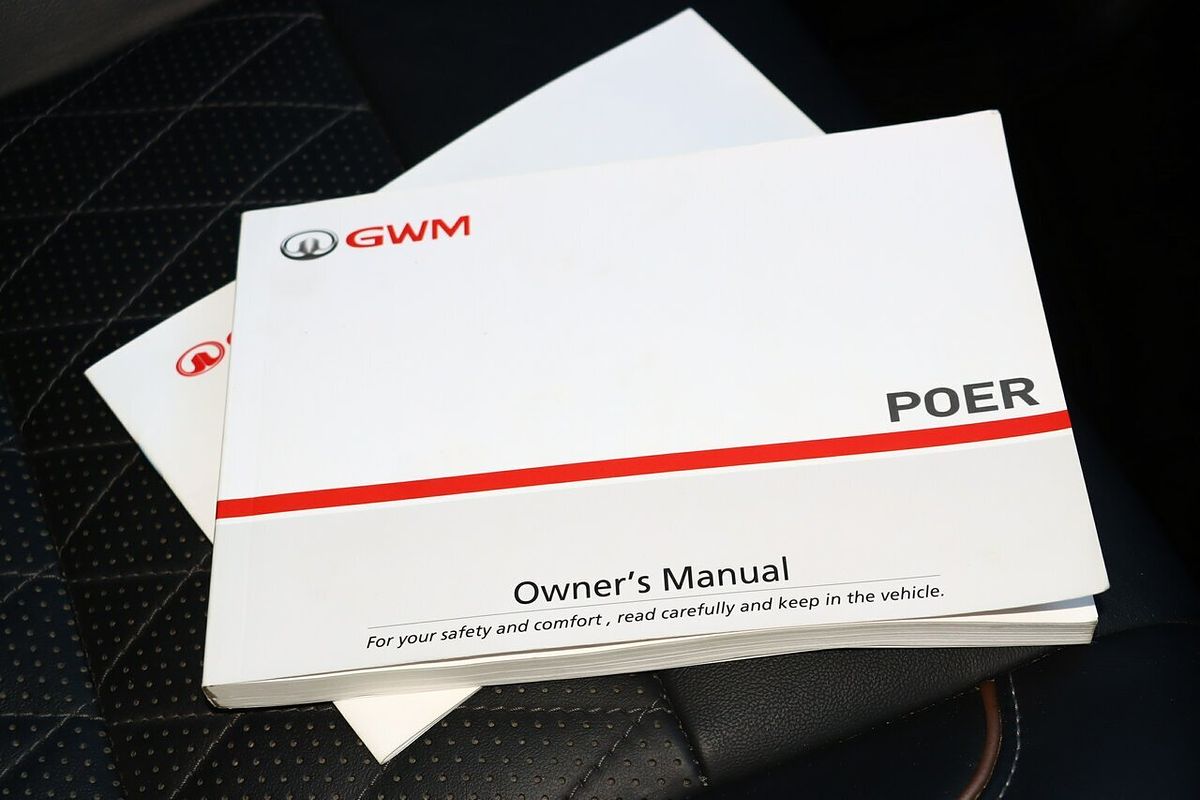 GWM
POER
Owner's Manual
For your safety and comfort , read carefully and keep in the vehicle.